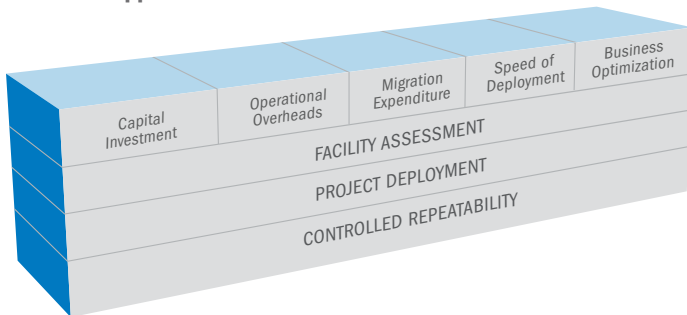 Capital
Investment
Operational
Overheads
Migration
Expenditure
Speed of
Deployment
Business
Optimization
FACILITY ASSESSMENT
PROJECT DEPLOYMENT
CONTROLLED REPEATABILITY